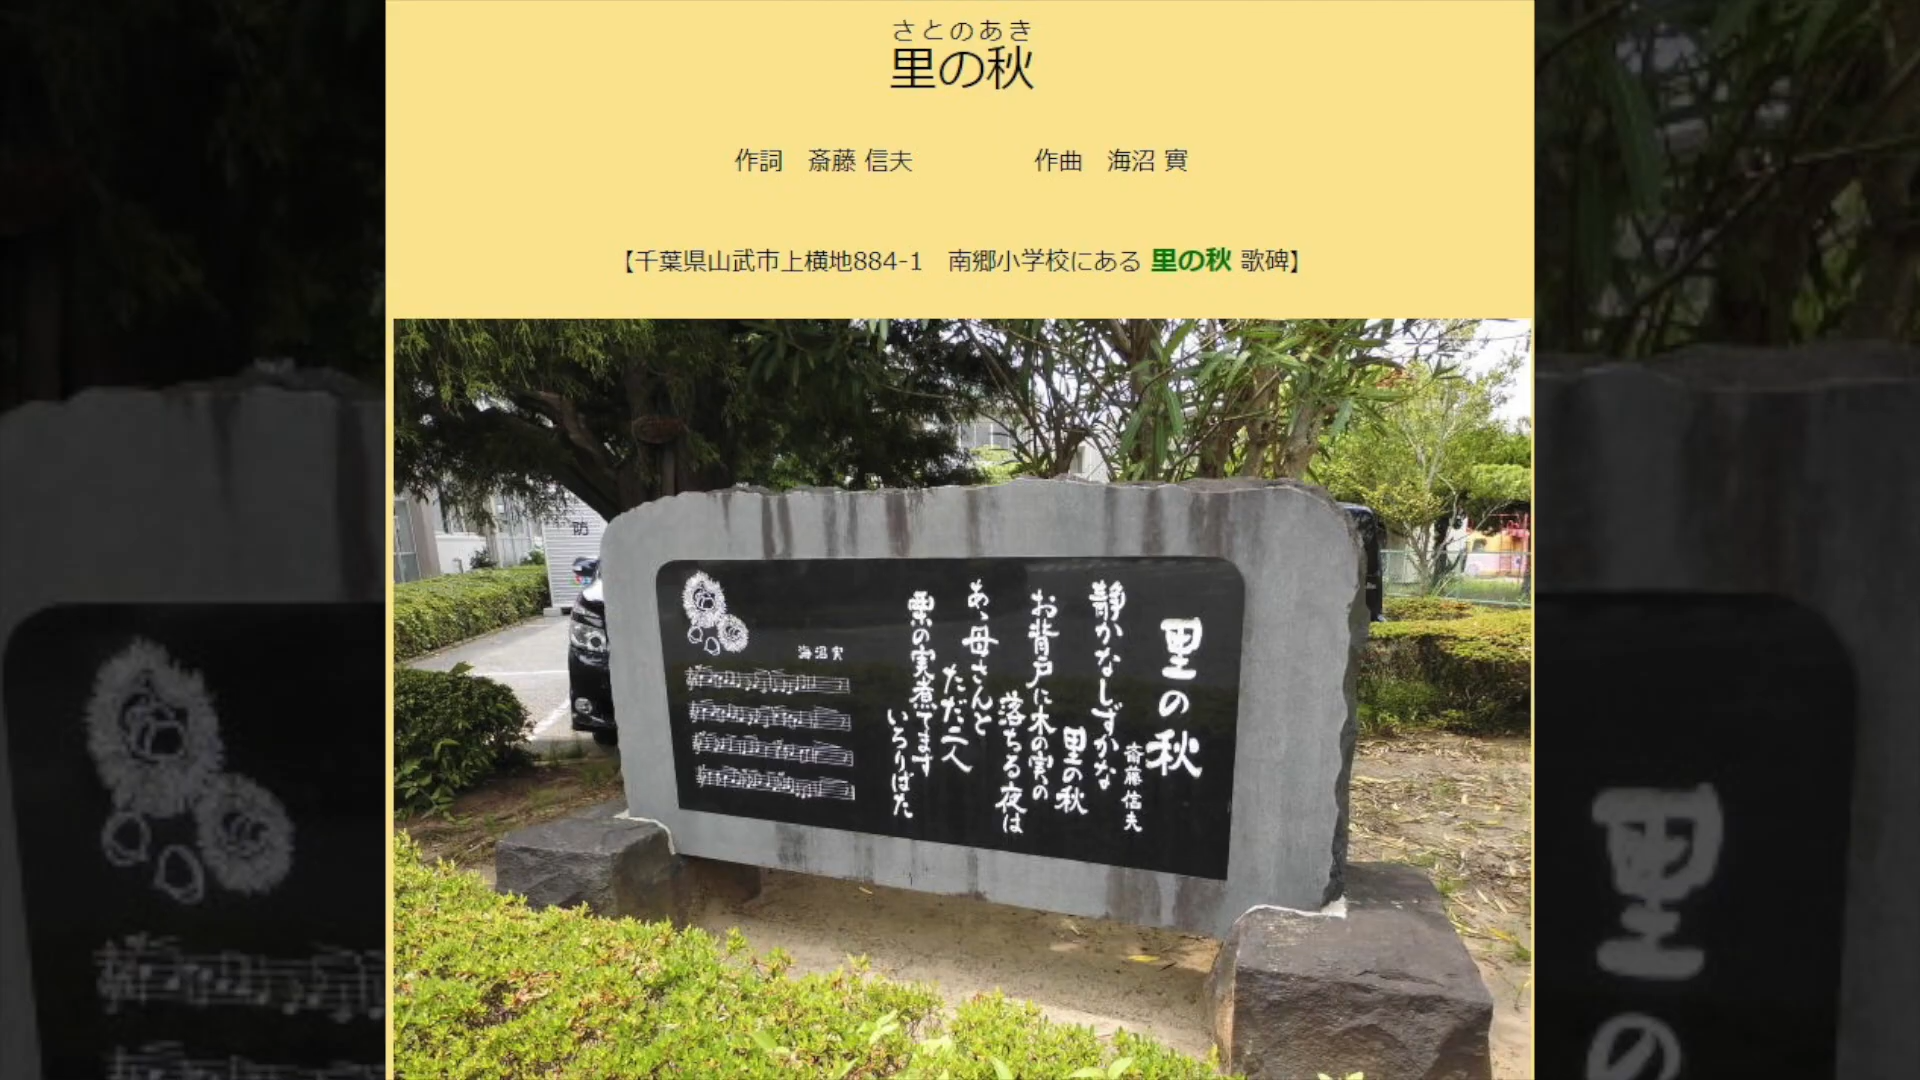 さとのあき
里の秋
作詞 斎藤 信夫 作曲 海沼 實
【千葉県山武市上横地884-1 南郷小学校にある 里の秋 歌碑】
防
里の秋
斎藤信夫
静かなしずかな
里の秋
お背戸に木の実の
落ちる夜は
あゝ母さんと
ただ二人
栗の実煮てます
いろりばた
海沼実
里の